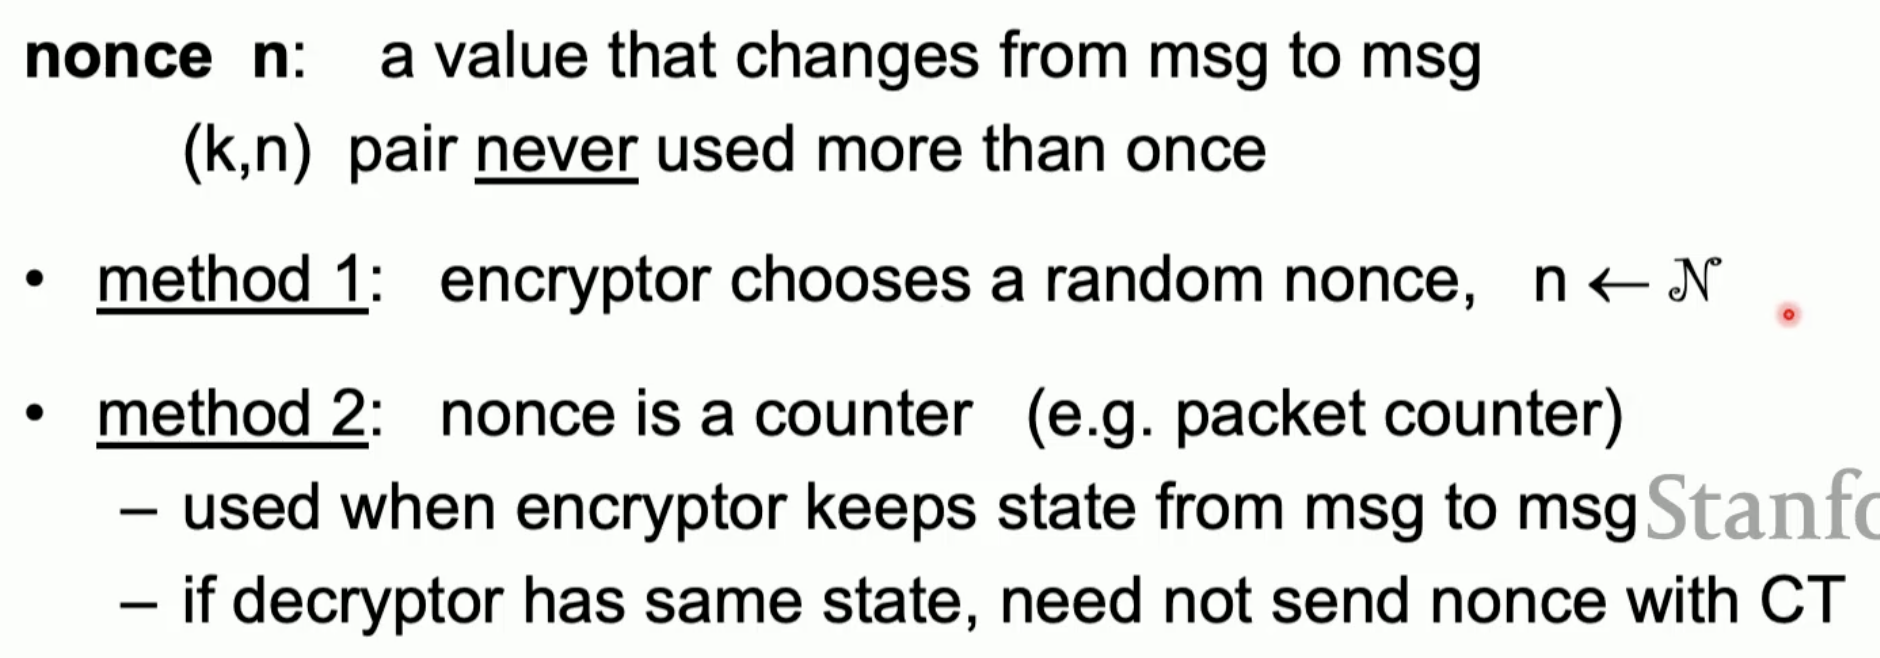 nonce n: a value that changes from msg to msg
(k,n) pair never used more than once
• method 1: encryptor chooses a random nonce, n ← 𝒩
• method 2: nonce is a counter (e.g. packet counter)
– used when encryptor keeps state from msg to msg
Stanfo
– if decryptor has same state, need not send nonce with CT